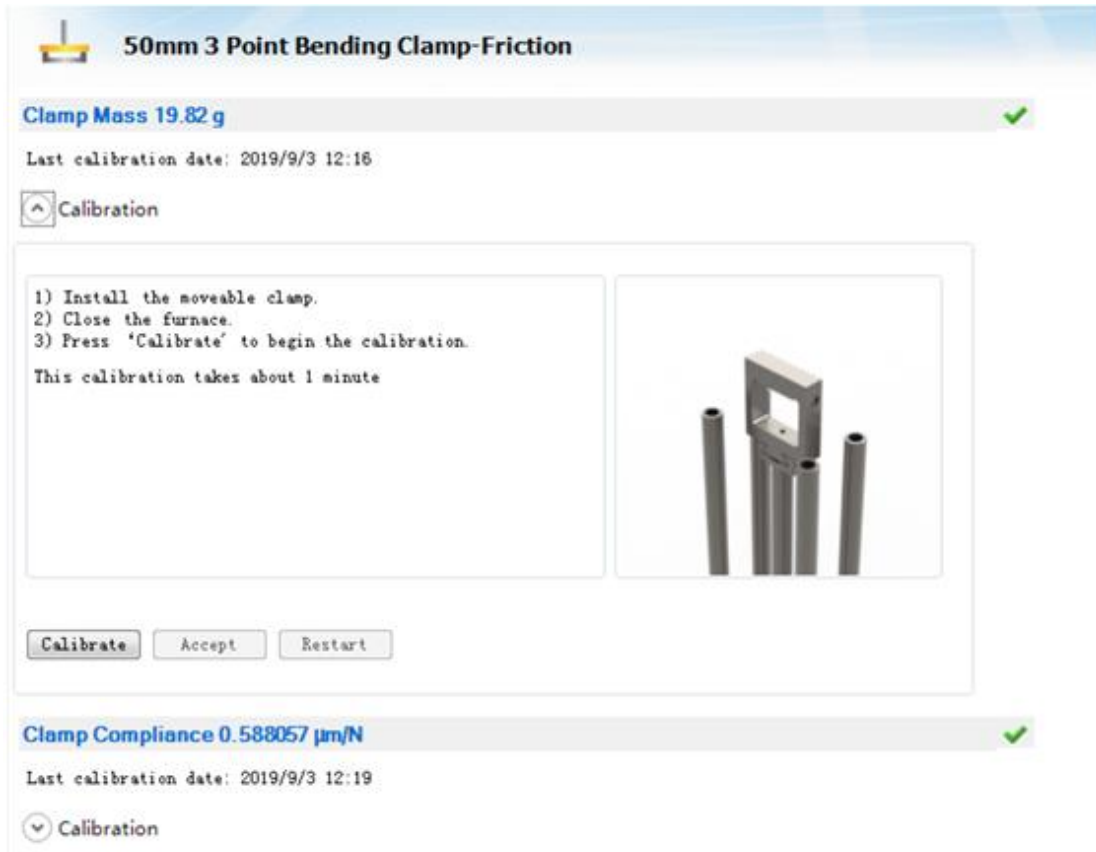 50mm 3 Point Bending Clamp-Friction
Clamp Mass 19.82 g
Last calibration date: 2019/9/3 12:16
Calibration
1) Install the moveable clamp.
2) Close the furnace.
3) Press ‘Calibrate′ to begin the calibration.
This calibration takes about 1 minute
Calibrate Accept Restart
Clamp Compliance 0.588057 µm/N
Last calibration date: 2019/9/3 12:19
Calibration